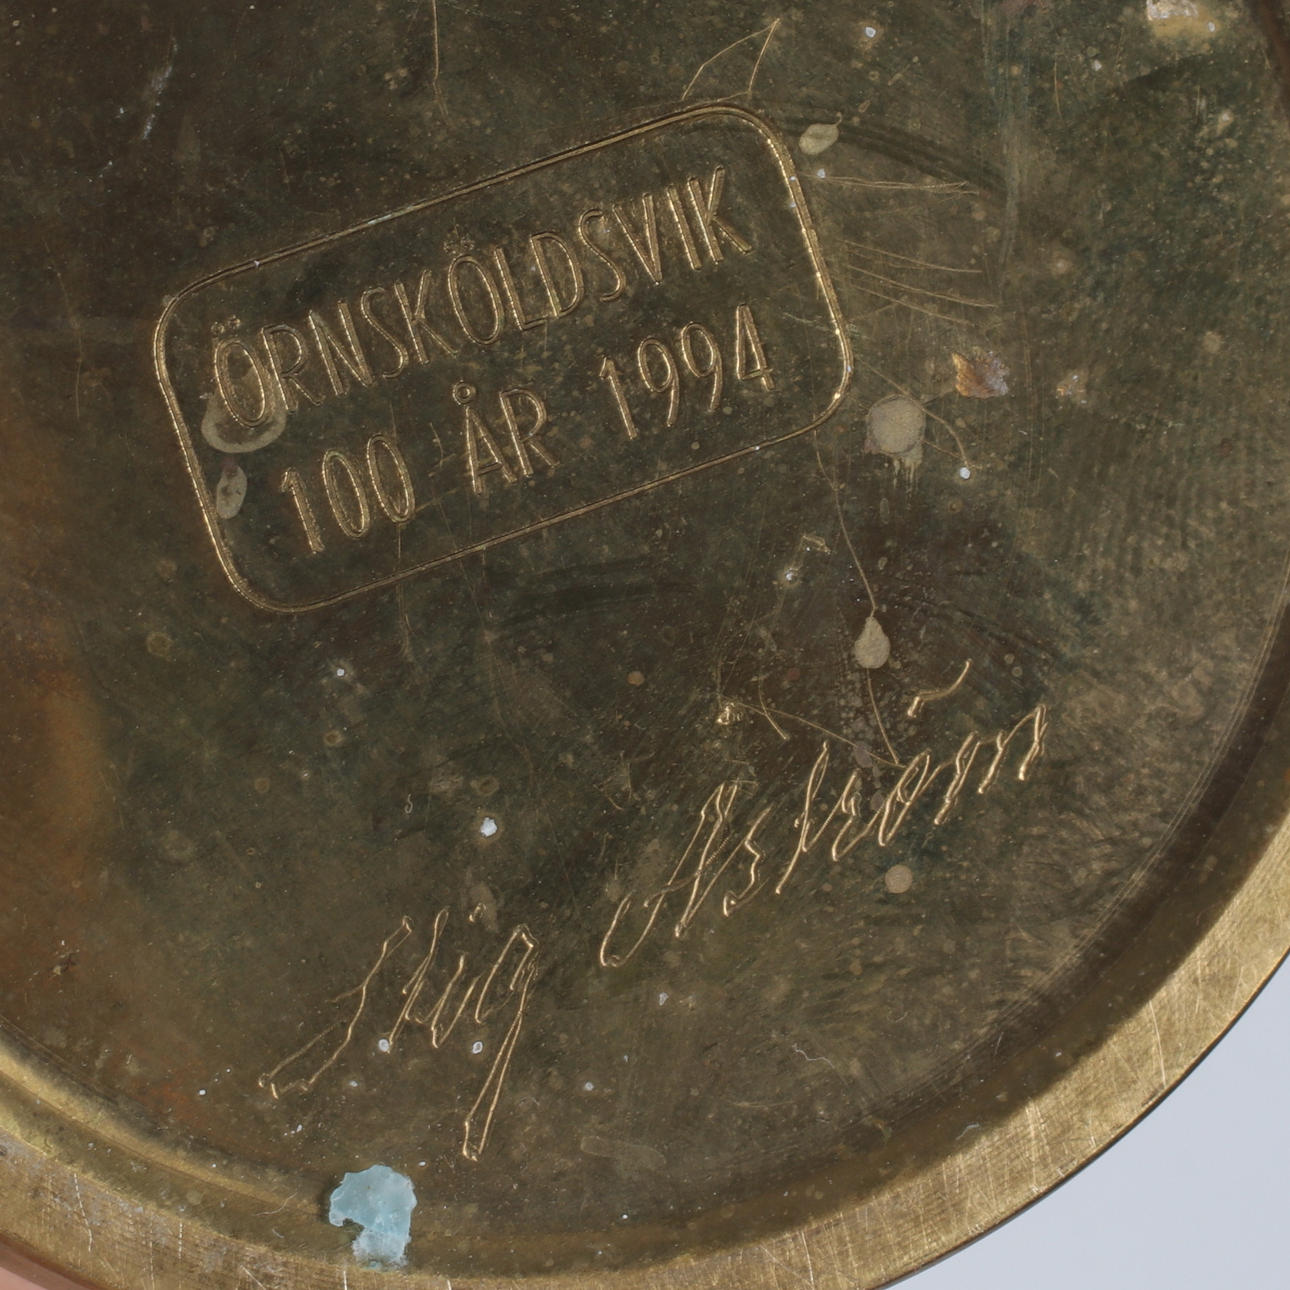 ÖRNSKÖLDSVIK
100 ÅR 1994
Stig Åström